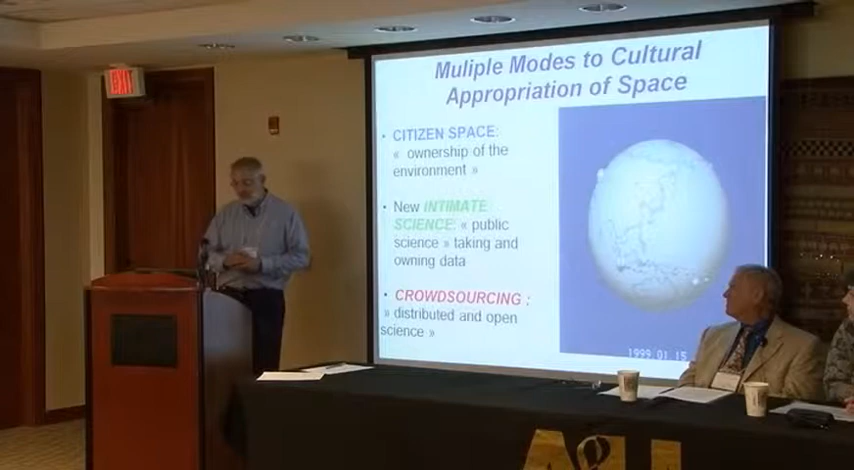 EXIT
Muliple Modes to Cultural
Appropriation of Space
• CITIZEN SPACE:
« ownership of the
environment »
• New INTIMATE
SCIENCE: « public
science » taking and
owning data
• CROWDSOURCING :
» distributed and open
science »
1999 01 15